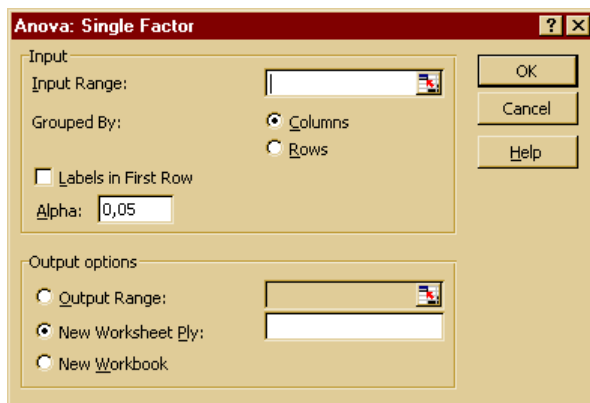 Anova: Single Factor
Input
Input Range:
Grouped By:
Columns
Rows
Labels in First Row
Alpha: 0,05
OK
Cancel
Help
Output options
Output Range:
New Worksheet Ply:
New Workbook